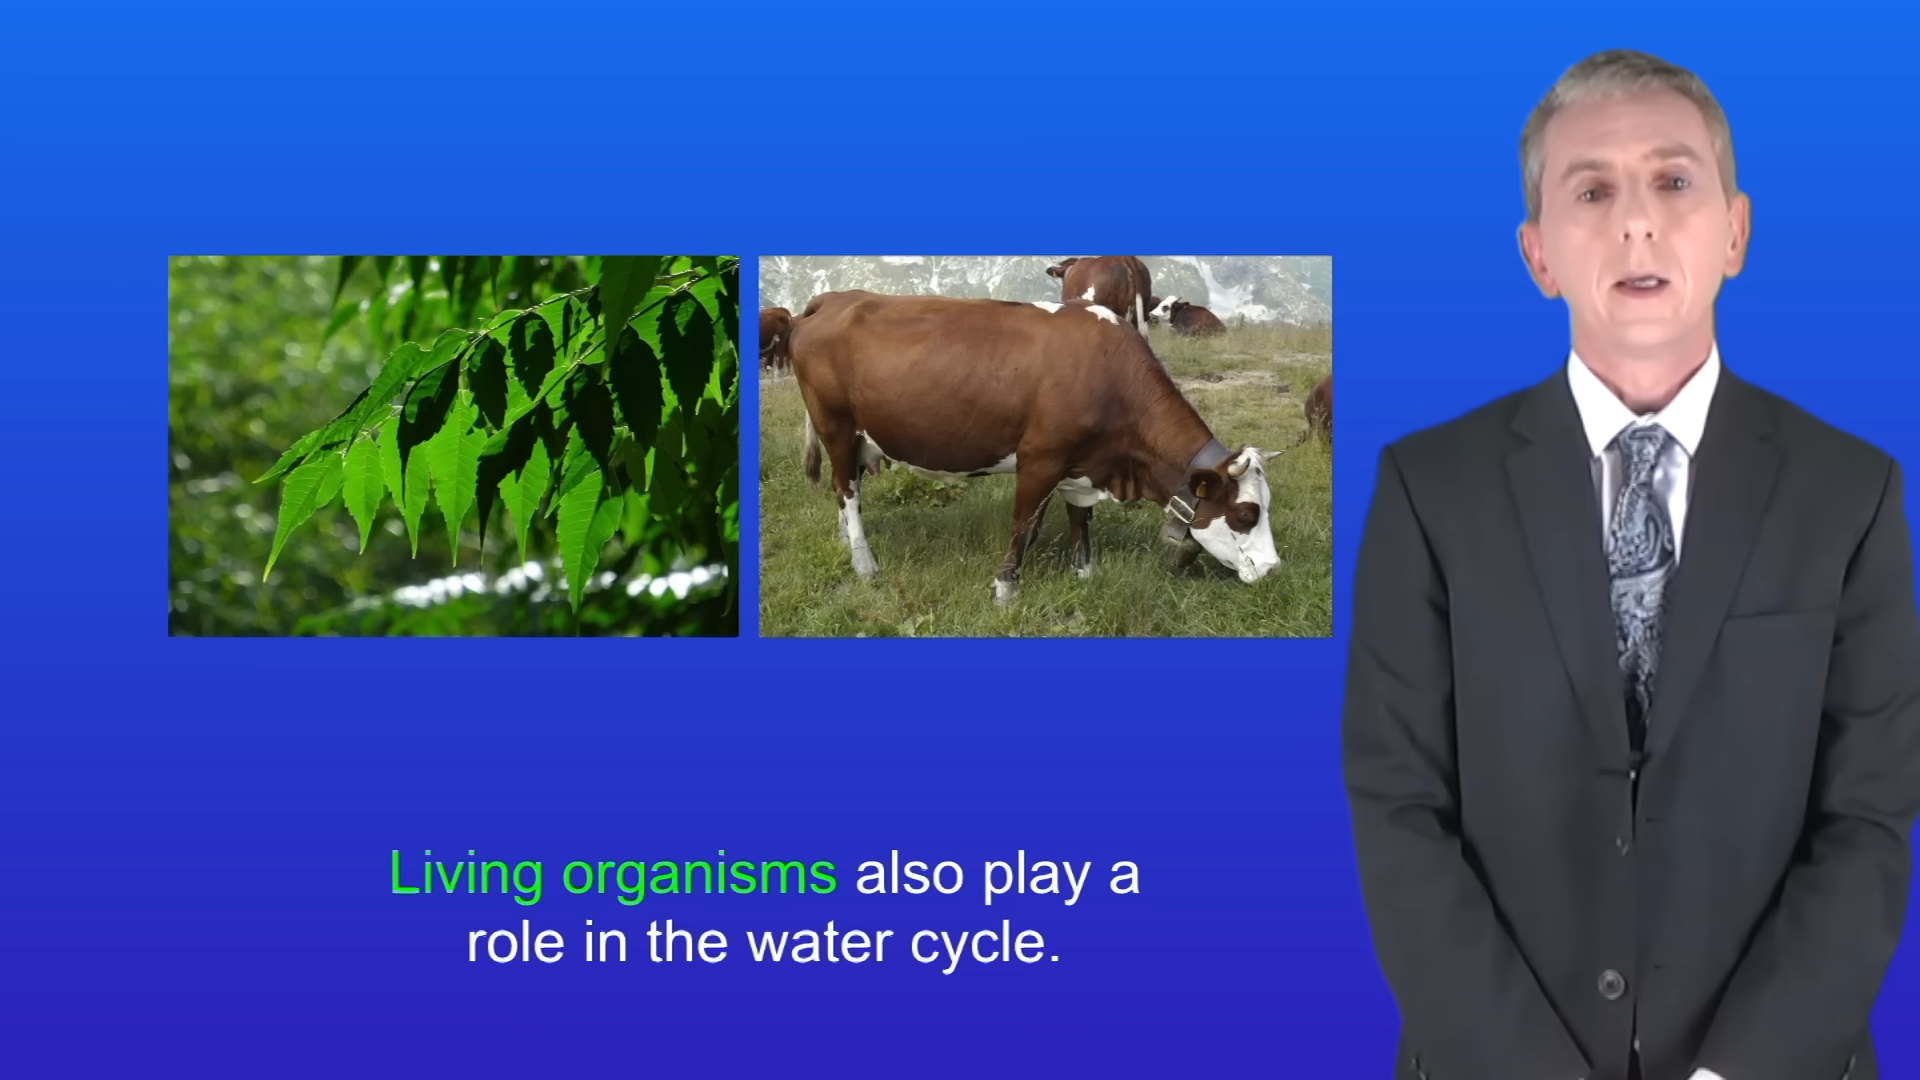 Living organisms also play a
role in the water cycle.